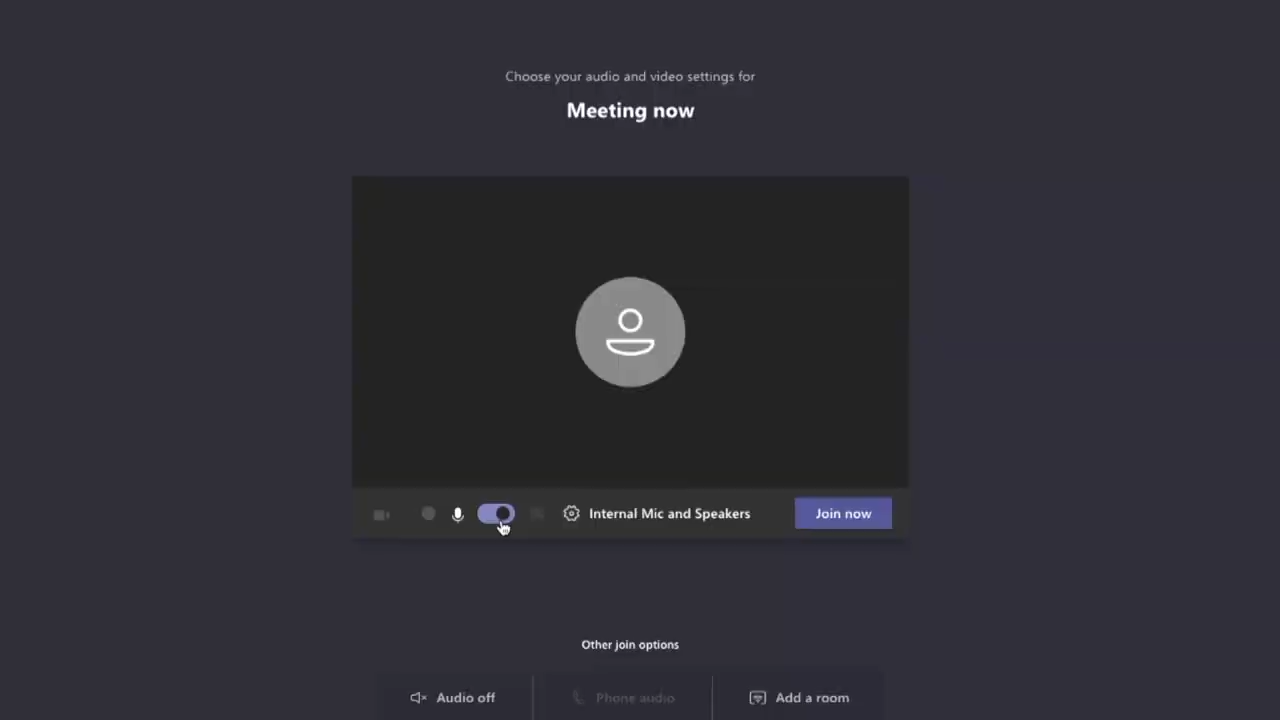 Choose your audio and video settings for
Meeting now
Internal Mic and Speakers
Join now
Other join options
Audio off
Phone audio
Add a room